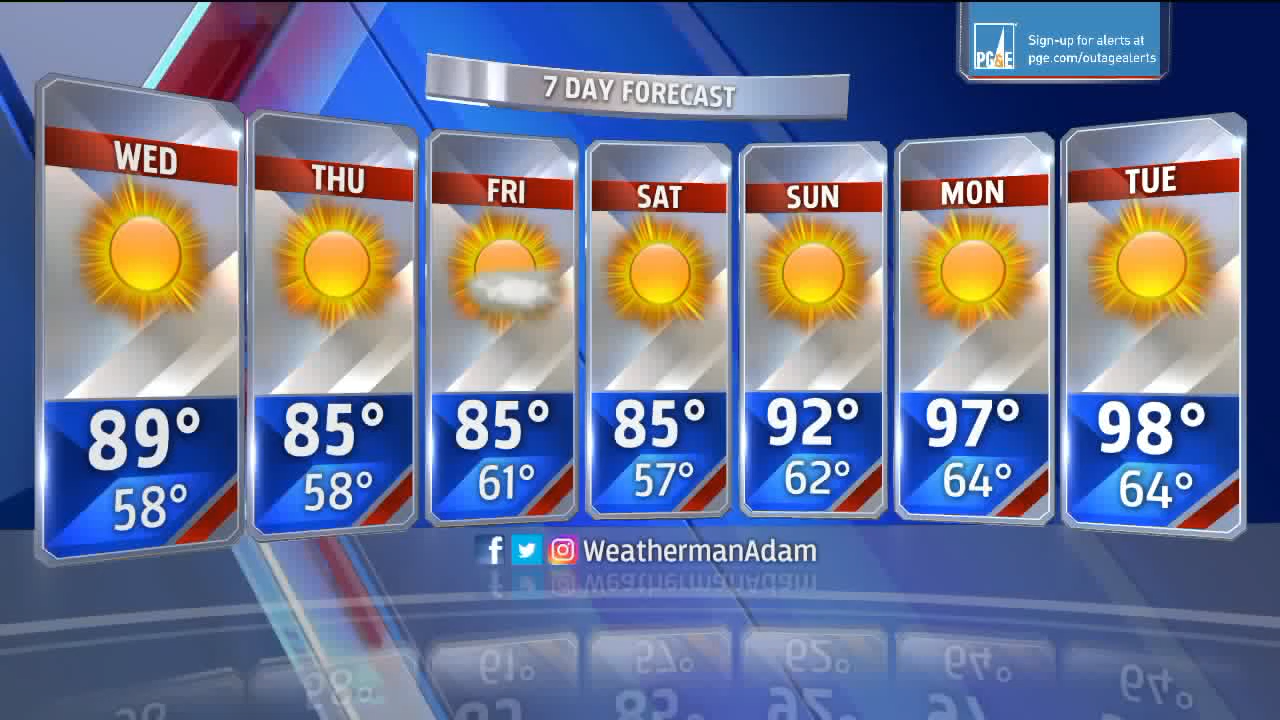 PG&E
Sign-up for alerts at
pge.com/outagealerts
7 DAY FORECAST
WED
THU
FRI
SAT
SUN
MON
TUE
89°
58°
85°
58°
85°
61°
85°
57°
92°
62°
97°
64°
98°
64°
WeathermanAdam